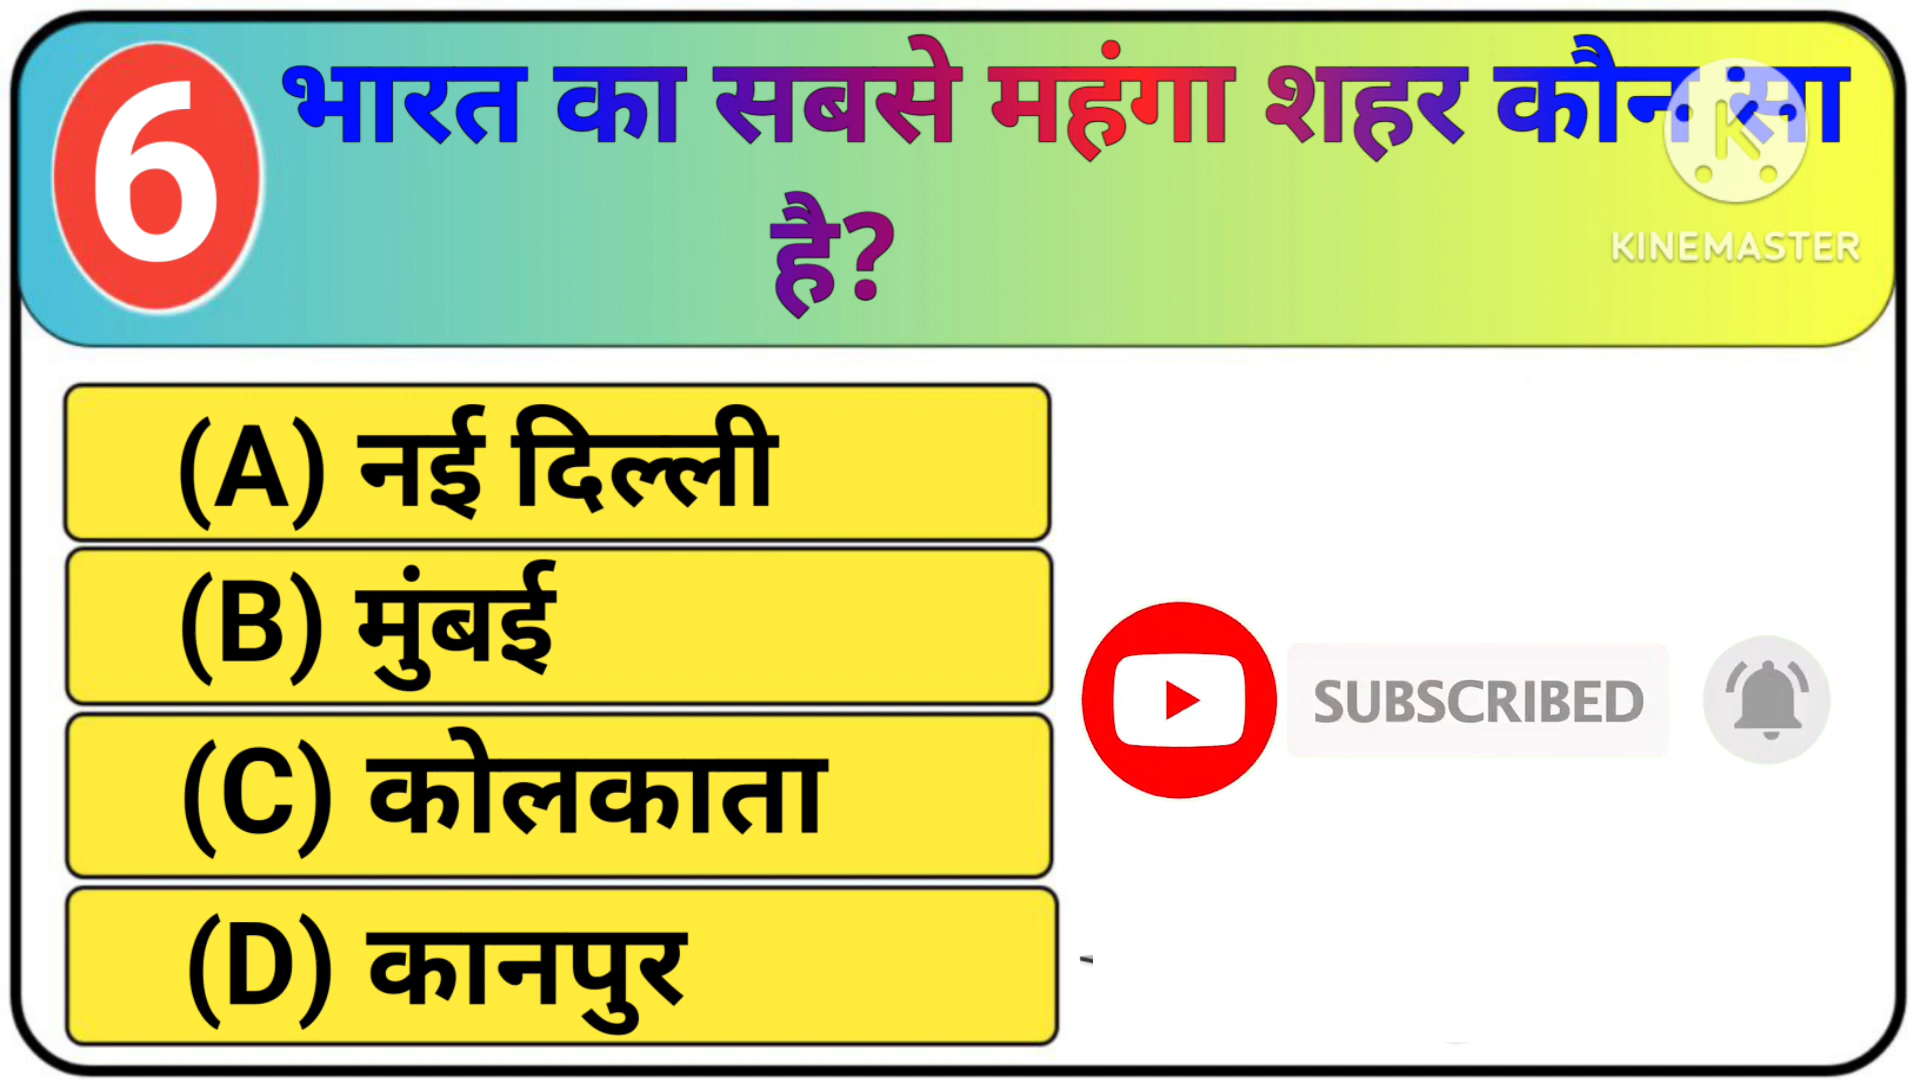 6
भारत का सबसे महंगा शहर कौन सा
है?
KINEMASTER
(A) नई दिल्ली
(B) मुंबई
(C) कोलकाता
(D) कानपुर
SUBSCRIBED